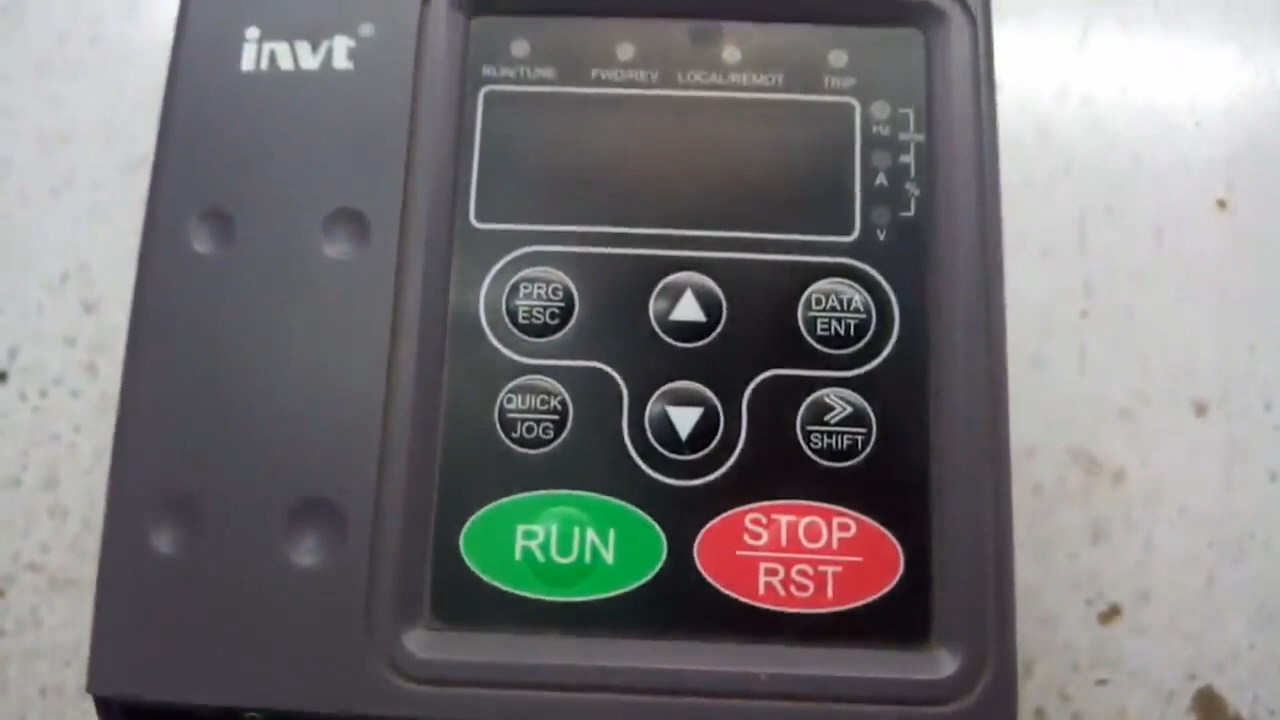 invt®
RUN/TUNE FWD/REV LOCAL/REMOT TRIP
Hz
A
%
V
PRG
ESC
DATA
ENT
QUICK
JOG
SHIFT
RUN
STOP
RST